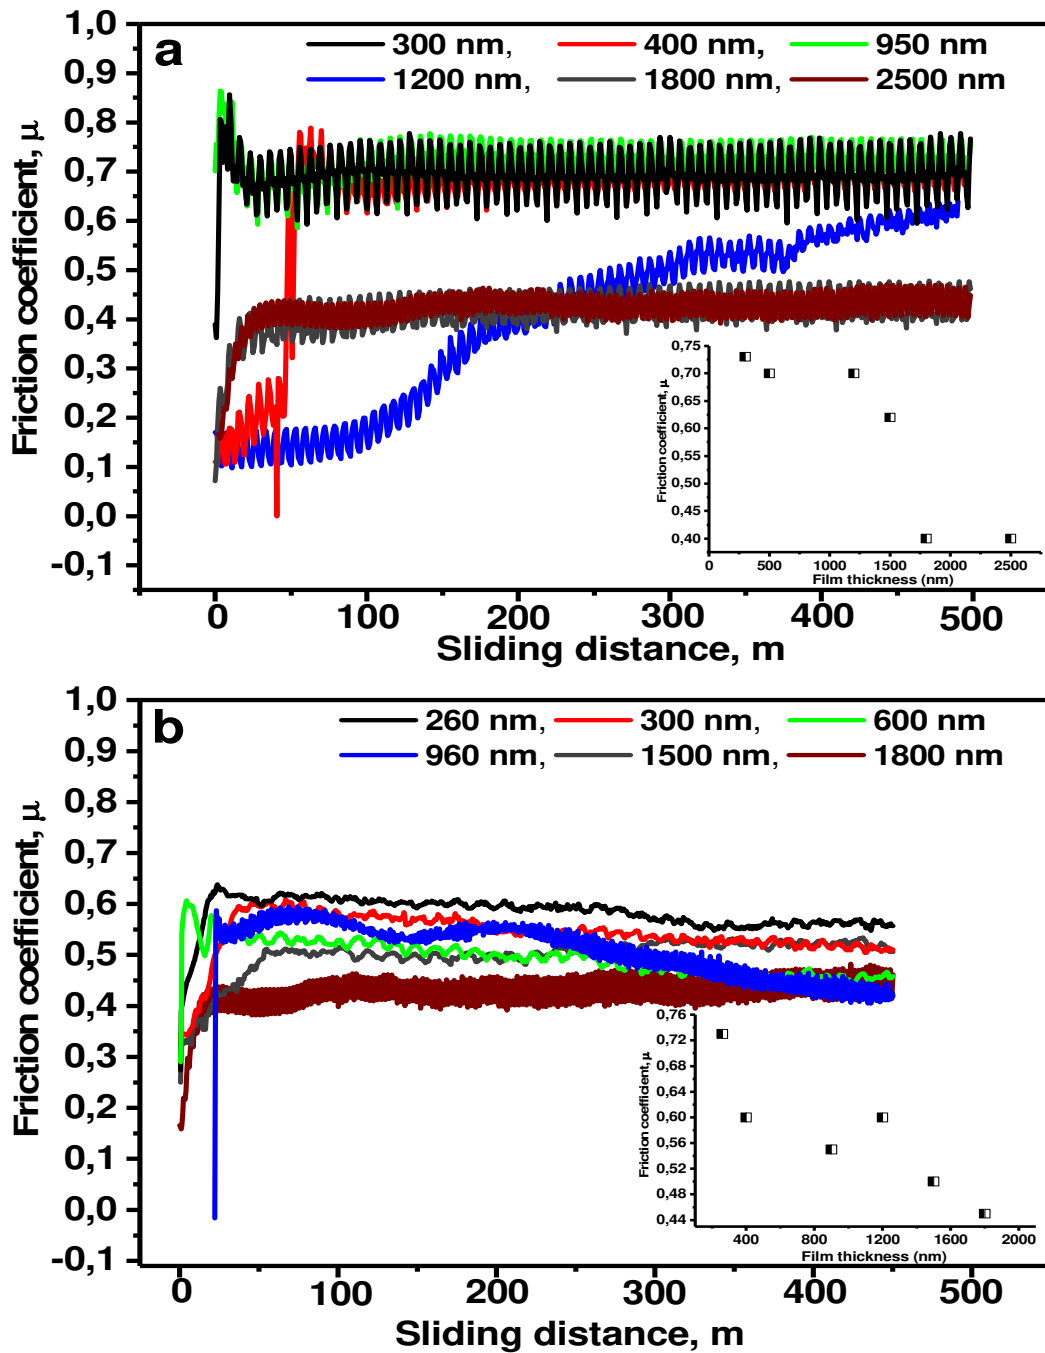 a
300 nm, 400 nm, 950 nm
1200 nm, 1800 nm, 2500 nm
1,0
0,9
0,8
0,7
0,6
0,5
0,4
0,3
0,2
0,1
0,0
-0,1
Friction coefficient, μ
0 100 200 300 400 500
Sliding distance, m
0,75
0,70
0,65
0,60
0,55
0,50
0,45
0,40
Friction coefficient, μ
0 500 1000 1500 2000 2500
Film thickness (nm)
b
260 nm, 300 nm, 600 nm
960 nm, 1500 nm, 1800 nm
1,0
0,9
0,8
0,7
0,6
0,5
0,4
0,3
0,2
0,1
0,0
-0,1
Friction coefficient, μ
0 100 200 300 400 500
Sliding distance, m
0,76
0,72
0,68
0,64
0,60
0,56
0,52
0,48
0,44
Friction coefficient, μ
400 800 1200 1600 2000
Film thickness (nm)